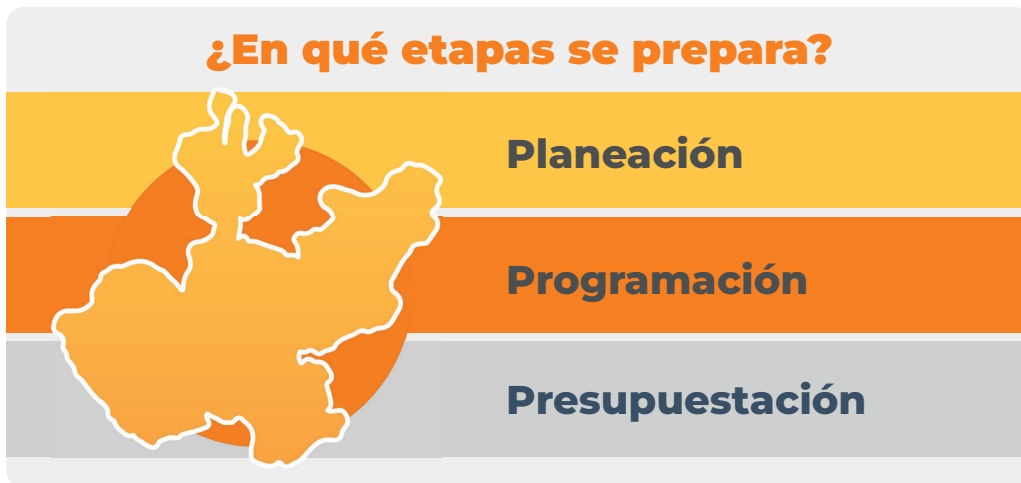 ¿En qué etapas se prepara?
Planeación
Programación
Presupuestación